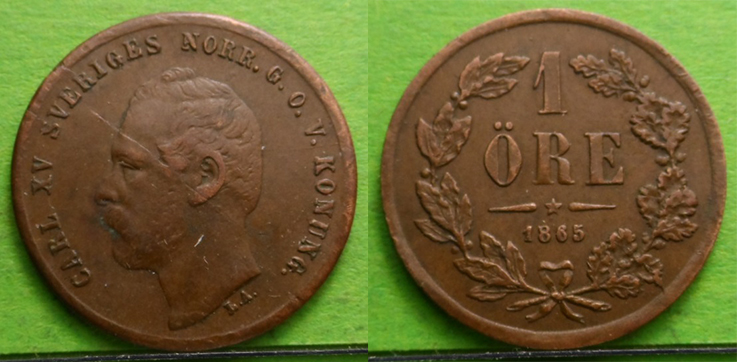 CARL XV SVERIGES NORR. G. O. V. KONUNG.
L.A.
1
ÖRE
1865